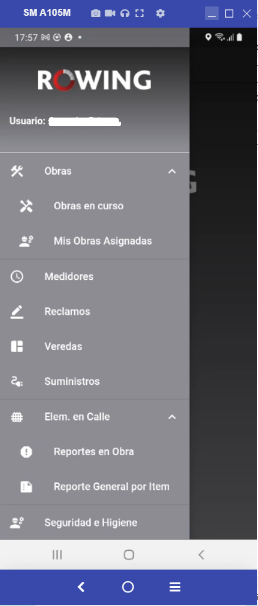 SM A105M
17:57
ROWING
Usuario:
Obras
Obras en curso
Mis Obras Asignadas
Medidores
Reclamos
Veredas
Suministros
Elem. en Calle
Reportes en Obra
Reporte General por Item
Seguridad e Higiene